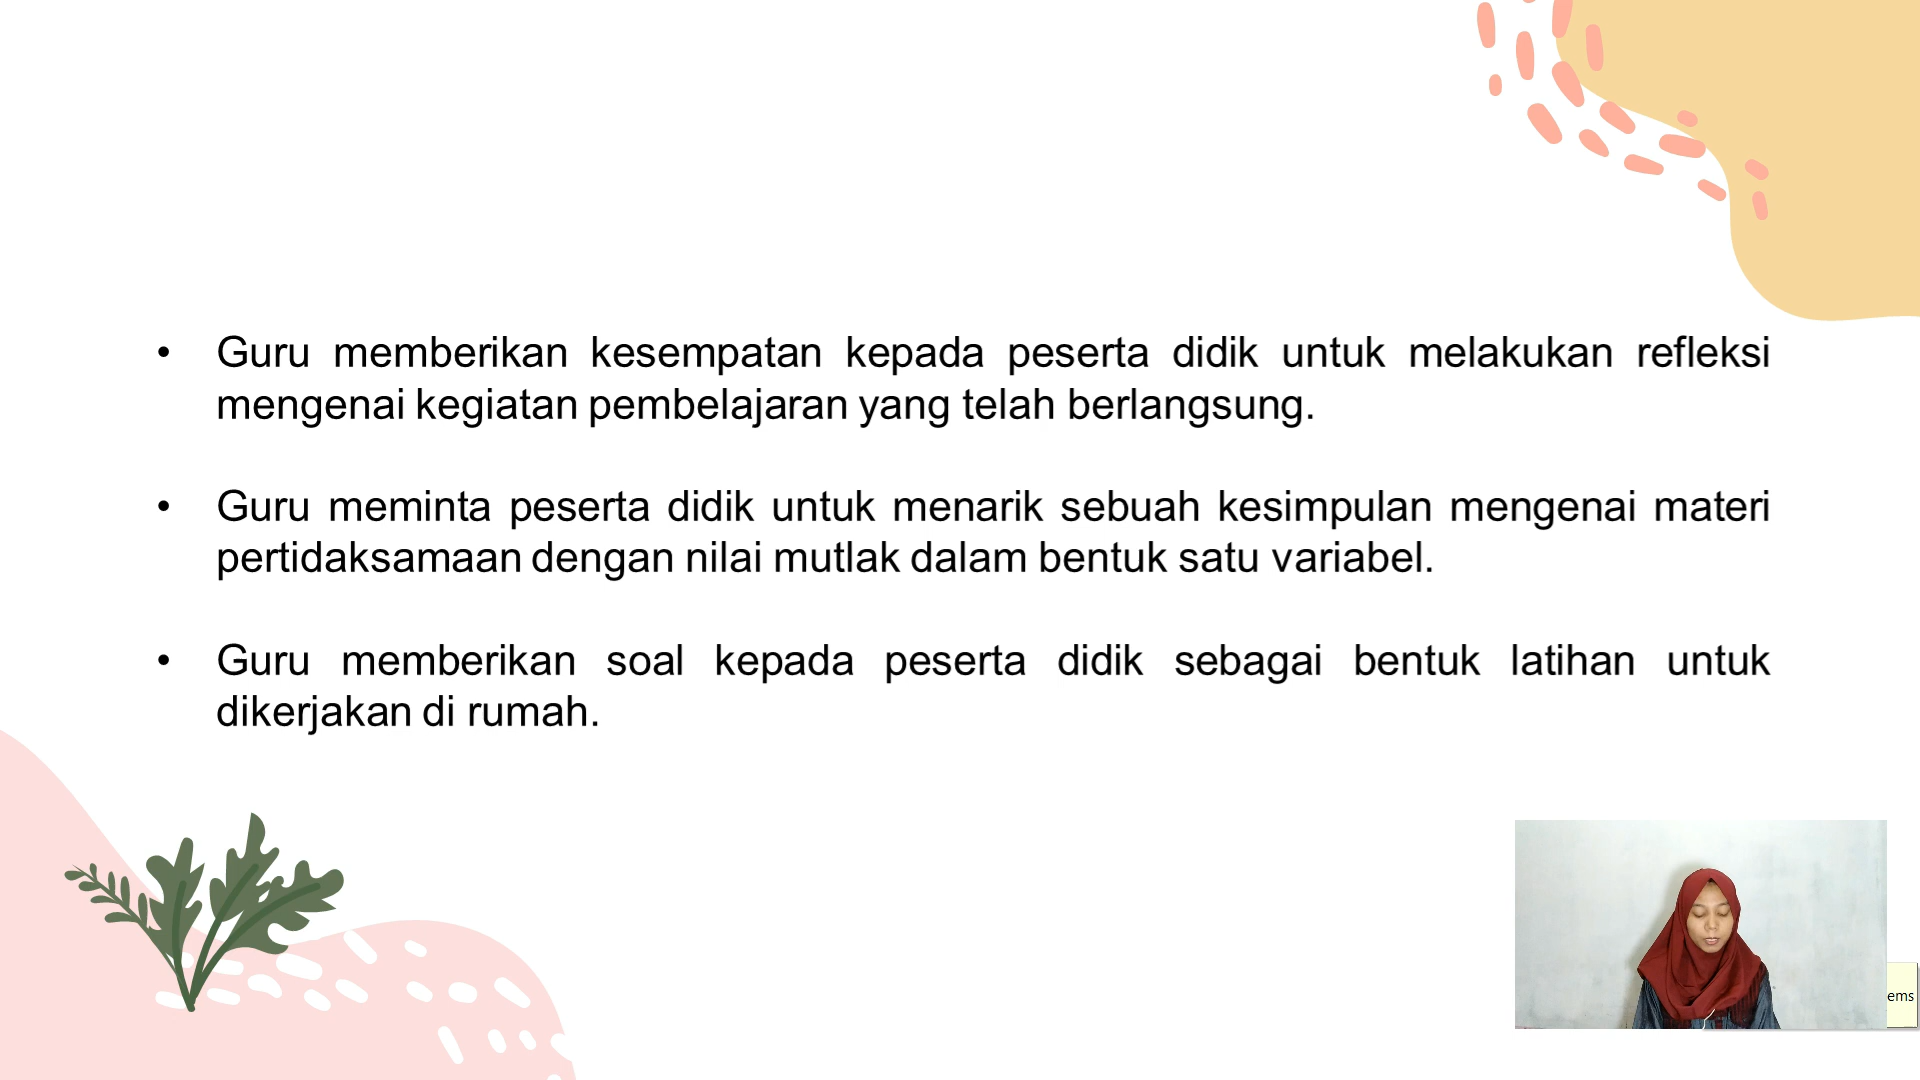 • Guru memberikan kesempatan kepada peserta didik untuk melakukan refleksi
mengenai kegiatan pembelajaran yang telah berlangsung.
• Guru meminta peserta didik untuk menarik sebuah kesimpulan mengenai materi
pertidaksamaan dengan nilai mutlak dalam bentuk satu variabel.
• Guru memberikan soal kepada peserta didik sebagai bentuk latihan untuk
dikerjakan di rumah.
ems